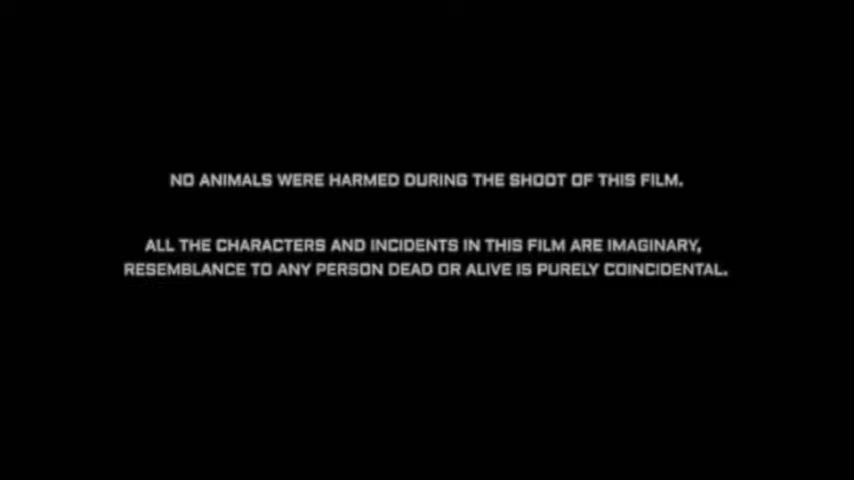 NO ANIMALS WERE HARMED DURING THE SHOOT OF THIS FILM.
ALL THE CHARACTERS AND INCIDENTS IN THIS FILM ARE IMAGINARY,
RESEMBLANCE TO ANY PERSON DEAD OR ALIVE IS PURELY COINCIDENTAL.